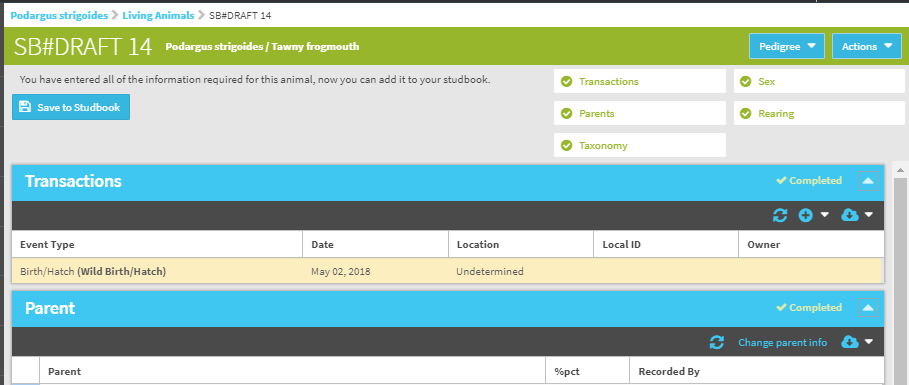 Podargus strigoides > Living Animals > SB#DRAFT 14
SB#DRAFT 14 Podargus strigoides / Tawny frogmouth Pedigree Actions
You have entered all of the information required for this animal, now you can add it to your studbook.
Save to Studbook
Transactions Sex
Parents Rearing
Taxonomy
Transactions Completed
Event Type Date Location Local ID Owner
Birth/Hatch (Wild Birth/Hatch) May 02, 2018 Undetermined
Parent Completed
Change parent info
Parent %pct Recorded By